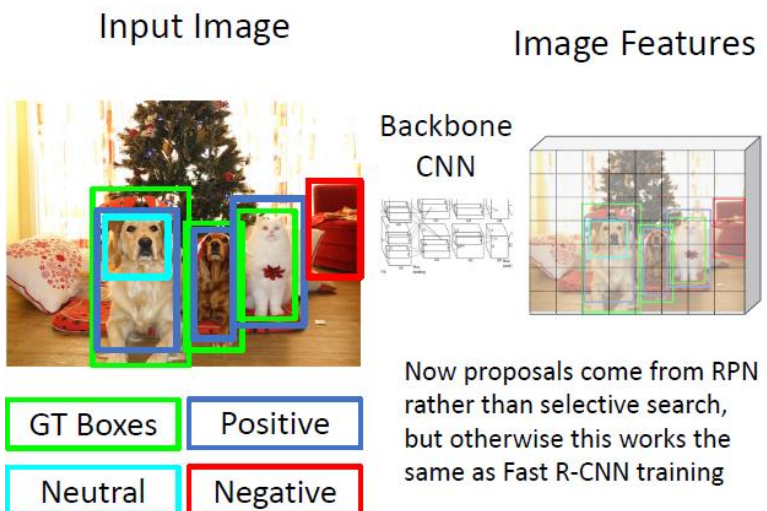 Input Image
Image Features
Backbone
CNN
GT Boxes
Positive
Neutral
Negative
Now proposals come from RPN
rather than selective search,
but otherwise this works the
same as Fast R-CNN training